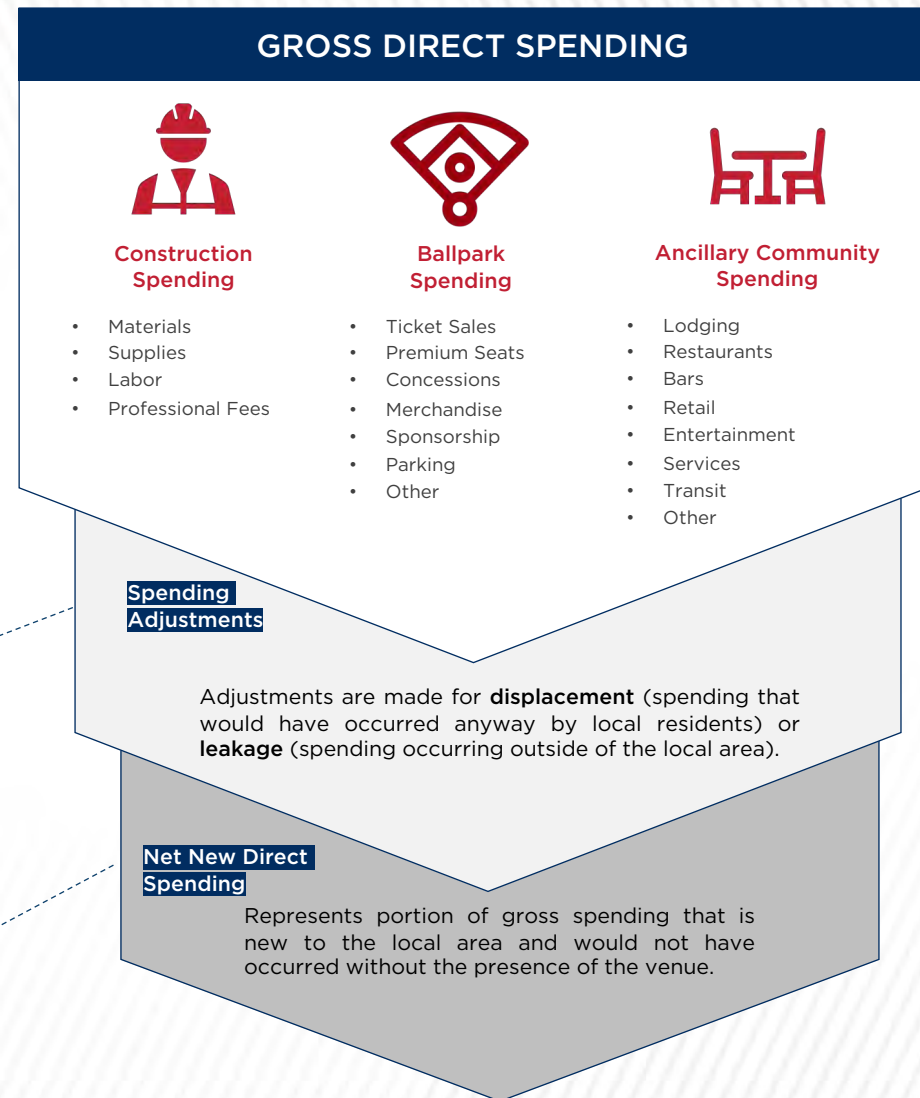 GROSS DIRECT SPENDING
Construction
Spending
• Materials
• Supplies
• Labor
• Professional Fees
Ballpark
Spending
• Ticket Sales
• Premium Seats
• Concessions
• Merchandise
• Sponsorship
• Parking
• Other
Ancillary Community
Spending
• Lodging
• Restaurants
• Bars
• Retail
• Entertainment
• Services
• Transit
• Other
Spending
Adjustments
Adjustments are made for displacement (spending that
would have occurred anyway by local residents) or
leakage (spending occurring outside of the local area).
Net New Direct
Spending
Represents portion of gross spending that is
new to the local area and would not have
occurred without the presence of the venue.